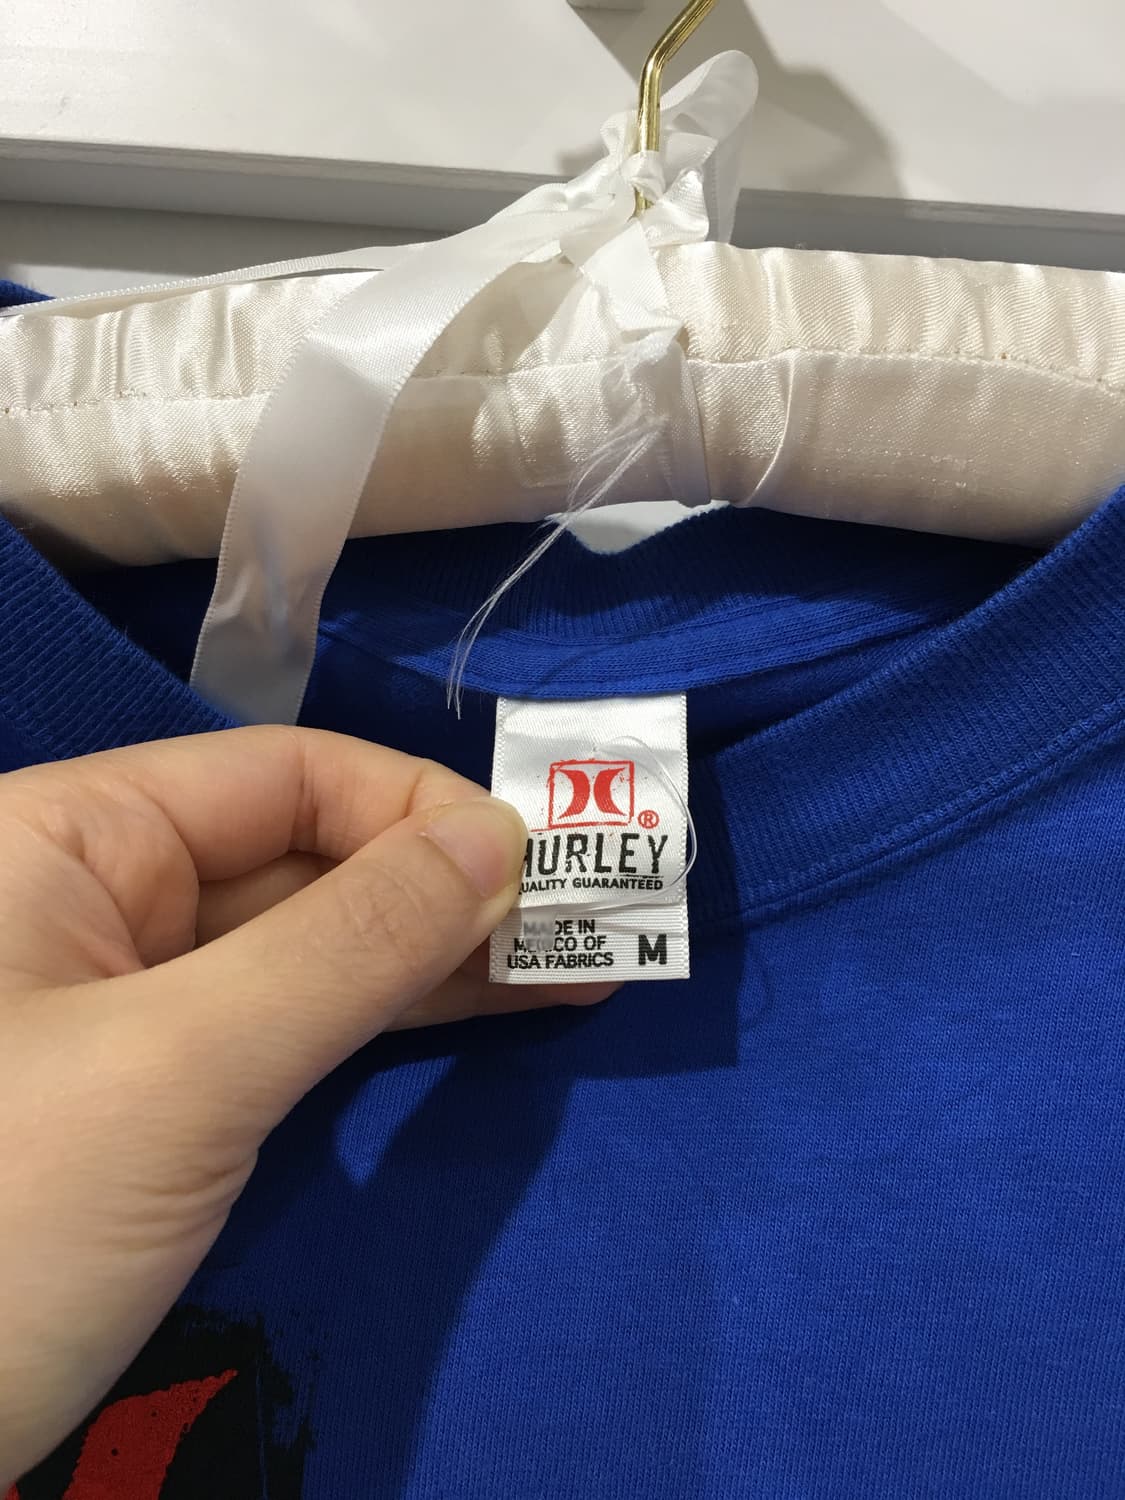 ®
HURLEY
QUALITY GUARANTEED
MADE IN
MEXICO OF
USA FABRICS
M